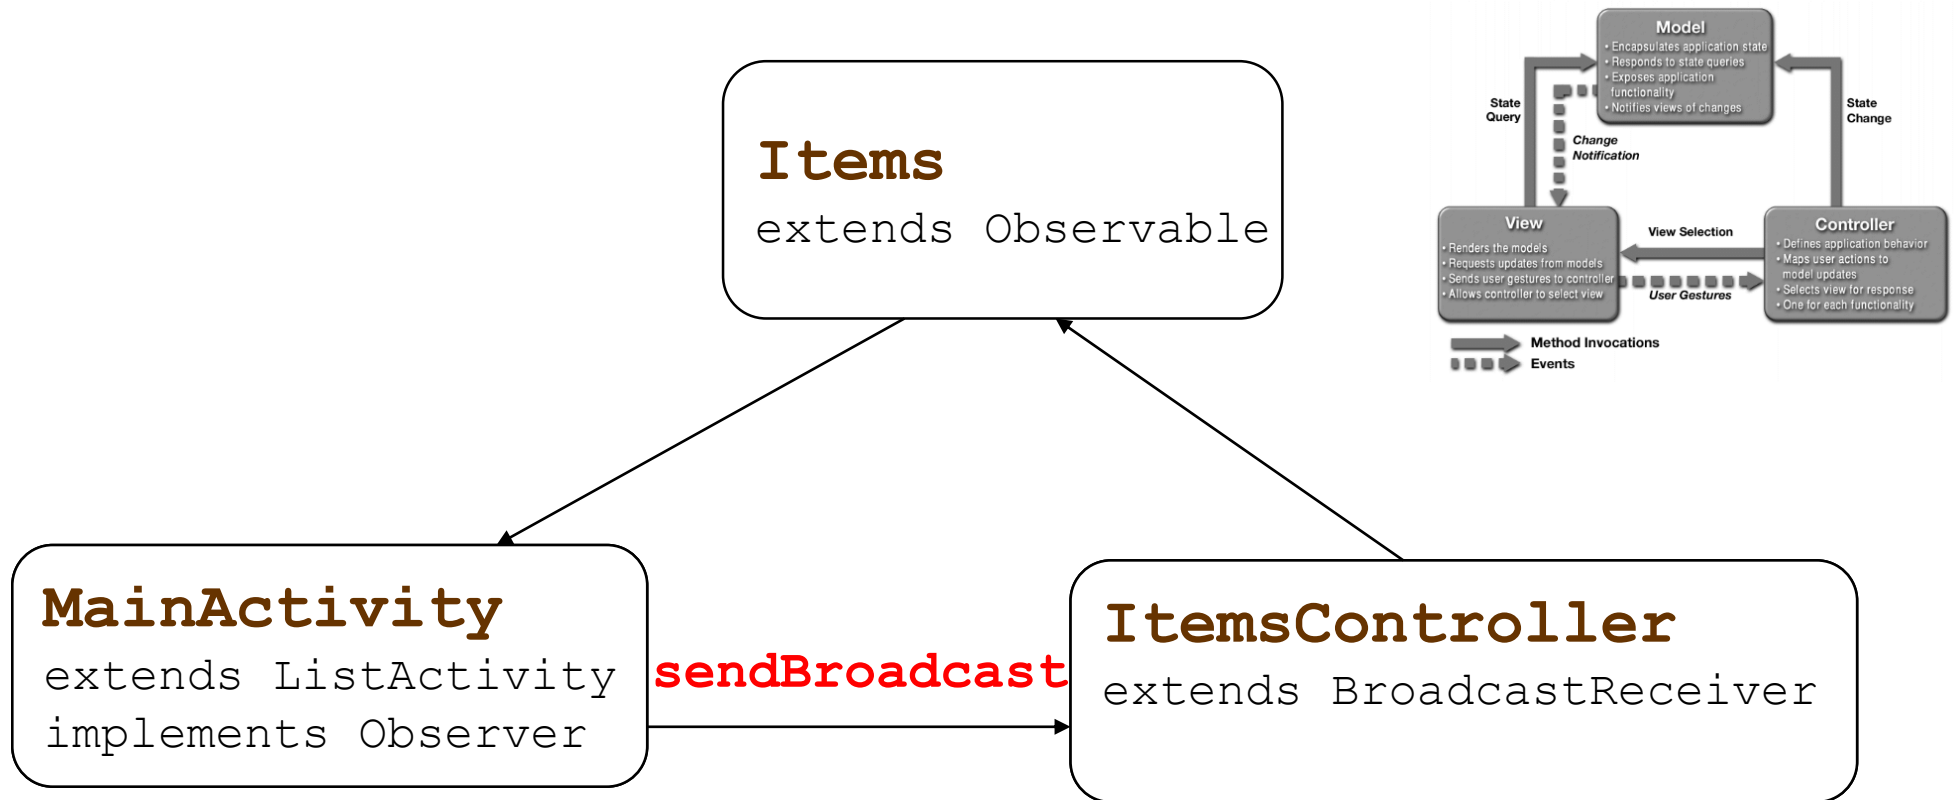 Items
extends Observable
MainActivity
extends ListActivity
implements Observer
sendBroadcast
ItemsController
extends BroadcastReceiver
Model
• Encapsulates application state
• Responds to state queries
• Exposes application
functionality
• Notifies views of changes
State
Query
Change
Notification
State
Change
View
• Renders the models
• Requests updates from models
• Sends user gestures to controller
• Allows controller to select view
View Selection
User Gestures
Controller
• Defines application behavior
• Maps user actions to
model updates
• Selects view for response
• One for each functionality
Method Invocations
Events